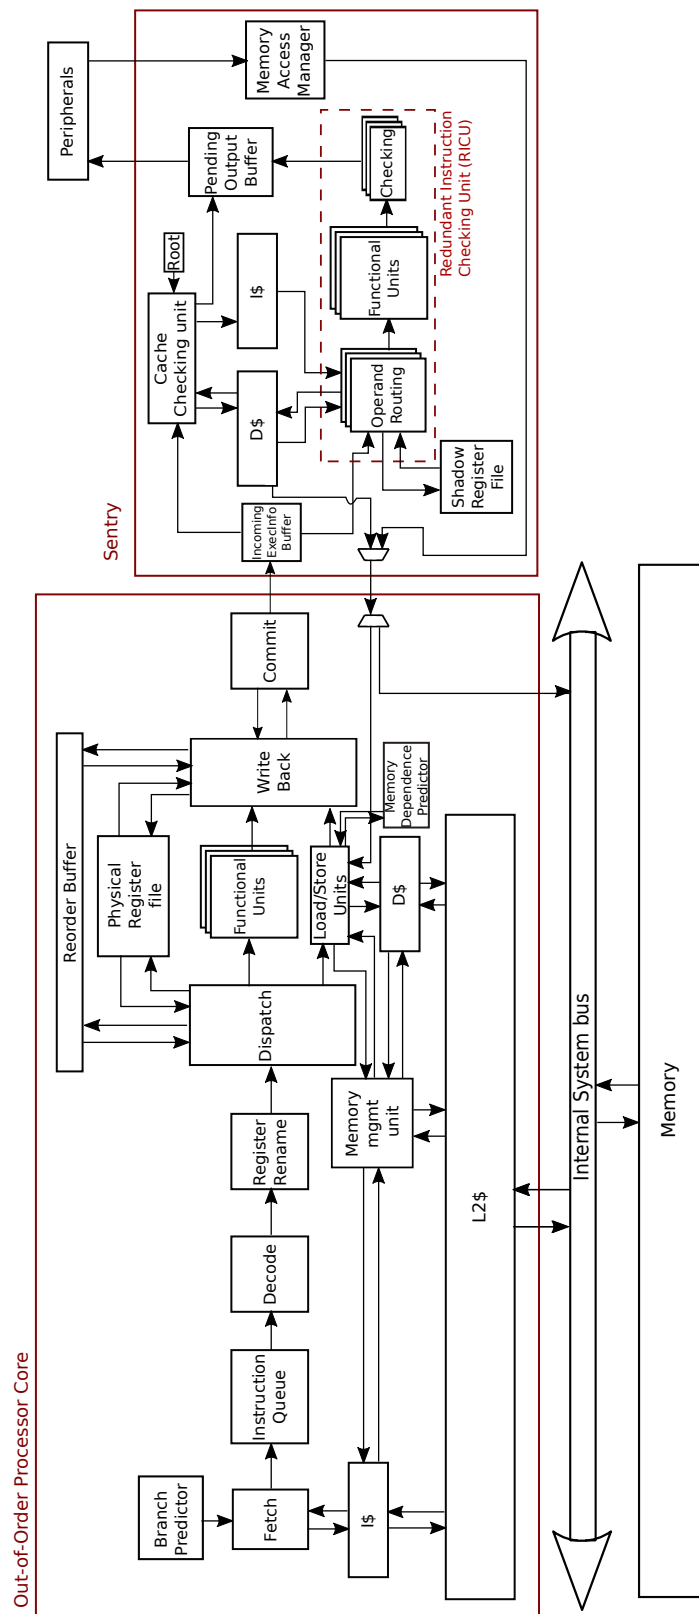 Out-of-Order Processor Core
Branch
Predictor
Fetch
I$
Instruction
Queue
Decode
Register
Rename
Memory
mgmt
unit
Dispatch
Reorder Buffer
Physical
Register
file
Functional
Units
Load/Store
Units
D$
Memory
Dependence
Predictor
Write
Back
Commit
L2$
Internal System bus
Memory
Sentry
Incoming
ExecInfo
Buffer
Cache
Checking unit
Root
D$
I$
Operand
Routing
Shadow
Register
File
Functional
Units
Checking
Redundant Instruction
Checking Unit (RICU)
Pending
Output
Buffer
Memory
Access
Manager
Peripherals